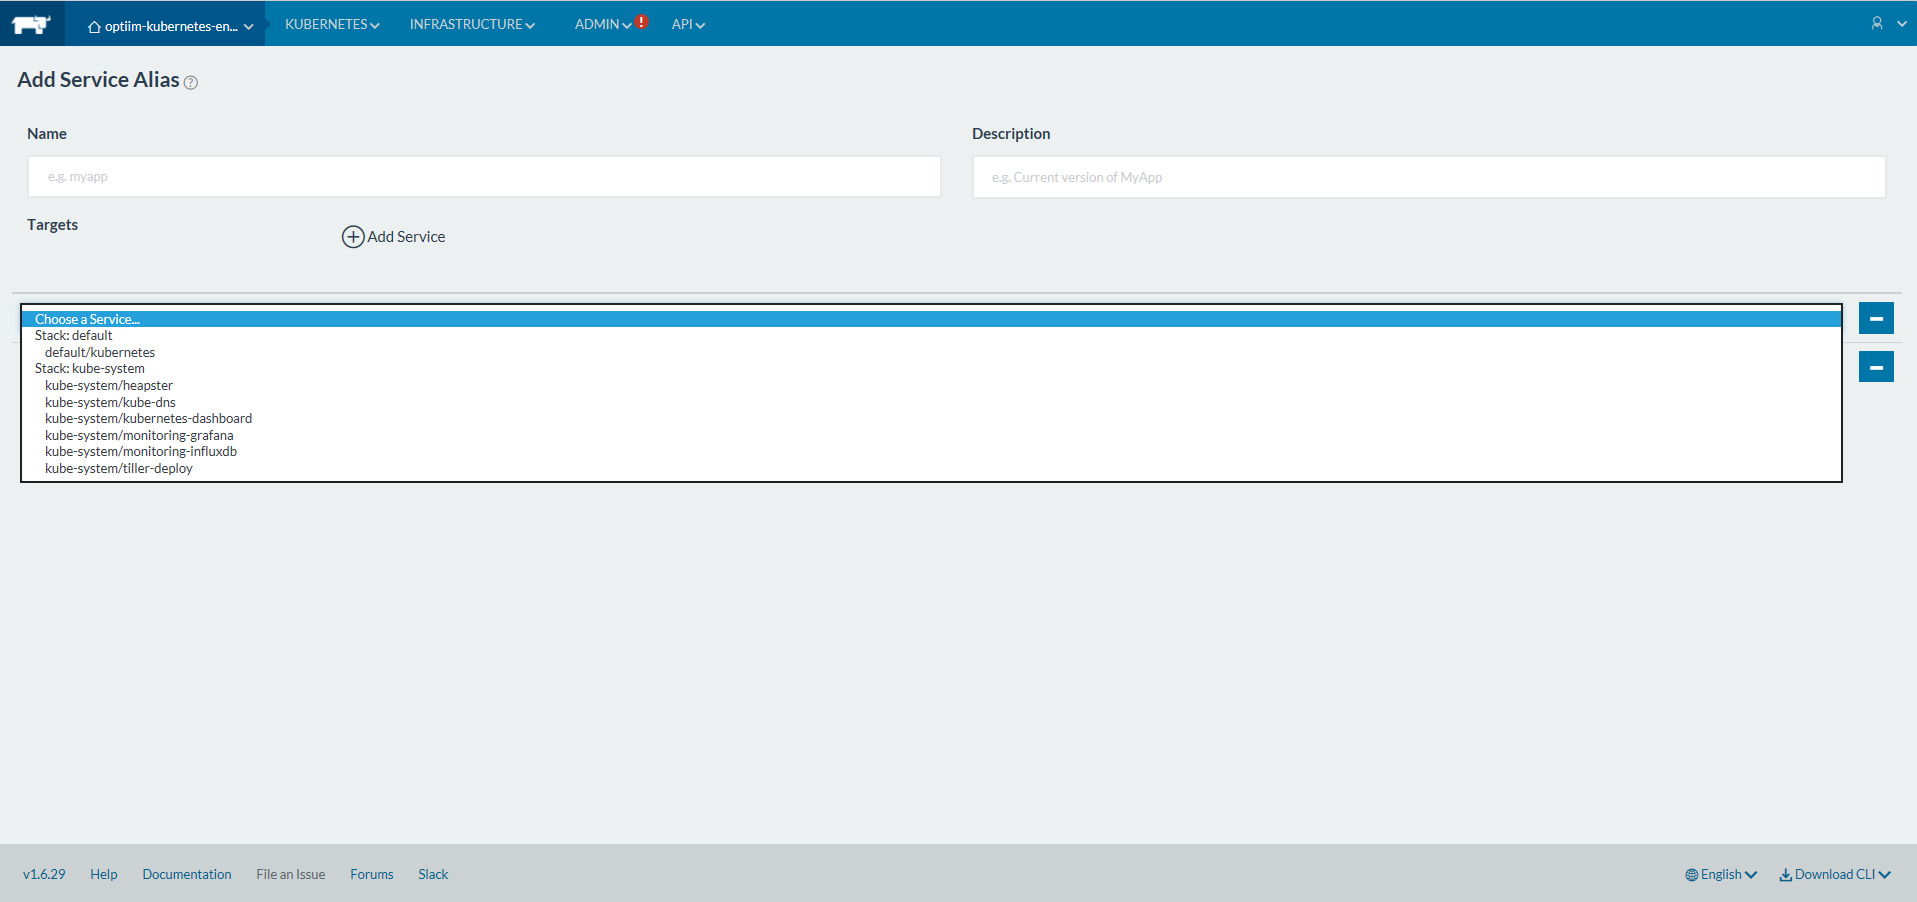 optiim-kubernetes-en... KUBERNETES INFRASTRUCTURE ADMIN ! API
Add Service Alias ?
Name Description
e.g. myapp e.g. Current version of MyApp
Targets Add Service
Choose a Service...
Stack: default
default/kubernetes
Stack: kube-system
kube-system/heapster
kube-system/kube-dns
kube-system/kubernetes-dashboard
kube-system/monitoring-grafana
kube-system/monitoring-influxdb
kube-system/tiller-deploy
v1.6.29 Help Documentation File an Issue Forums Slack English Download CLI